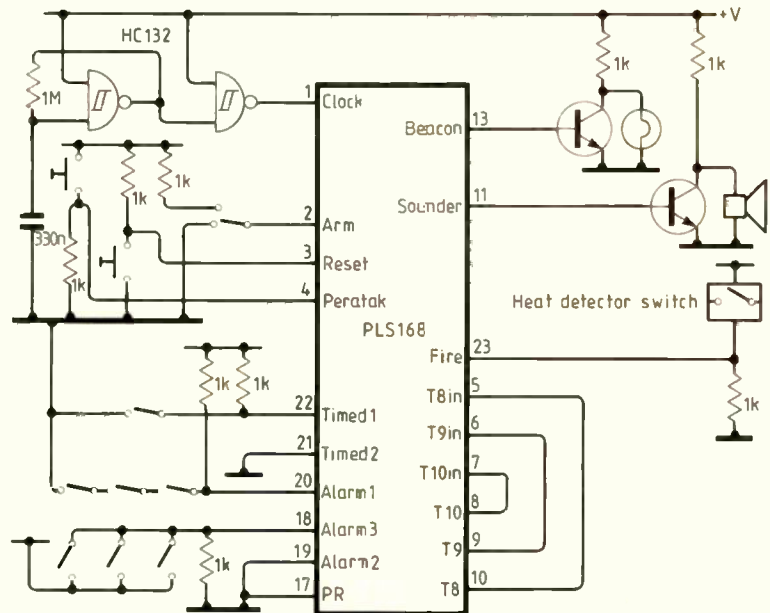 +V
HC132
1k
1k
1M
1
Clock
13
Beacon
1k
1k
2
Arm
11
Sounder
330n
1k
3
Reset
4
Peratak
PLS168
Heat detector switch
Fire
23
1k
1k
1k
T8in
5
22
Timed1
T9in
6
21
Timed2
T10in
7
20
Alarm1
T10
8
18
Alarm3
T9
9
1k
19
Alarm2
T8
10
17
PR